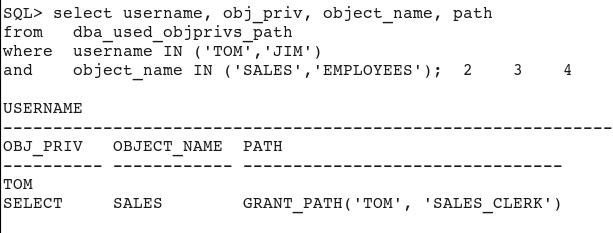 SQL> select username, obj_priv, object_name, path
from   dba_used_objprivs_path
where  username IN ('TOM','JIM')
and    object_name IN ('SALES','EMPLOYEES');  2    3    4
USERNAME
-------------------------------------------------------------
OBJ_PRIV   OBJECT_NAME  PATH
---------- ------------ --------------------------------
TOM
SELECT     SALES        GRANT_PATH('TOM', 'SALES_CLERK')